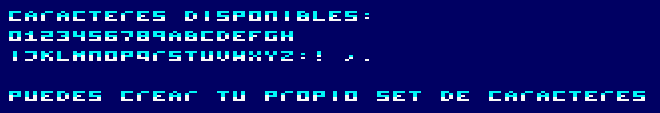 CARACTERES DISPONIBLES:
0123456789ABCDEFGH
IJKLMNOPQRSTUVWXYZ:! ,.
PUEDES CREAR TU PROPIO SET DE CARACTERES